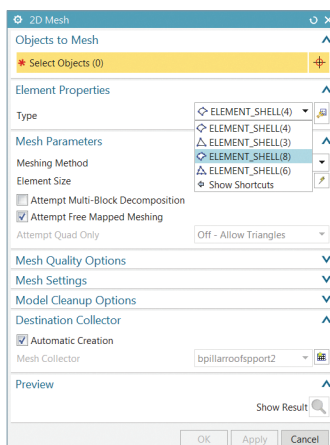 2D Mesh
Objects to Mesh
* Select Objects (0)
Element Properties
Type
ELEMENT_SHELL(4)
ELEMENT_SHELL(4)
ELEMENT_SHELL(3)
ELEMENT_SHELL(8)
ELEMENT_SHELL(6)
Show Shortcuts
Mesh Parameters
Meshing Method
Element Size
Attempt Multi-Block Decomposition
Attempt Free Mapped Meshing
Attempt Quad Only
Off - Allow Triangles
Mesh Quality Options
Mesh Settings
Model Cleanup Options
Destination Collector
Automatic Creation
Mesh Collector
bpillarroofspport2
Preview
Show Result
OK Apply Cancel